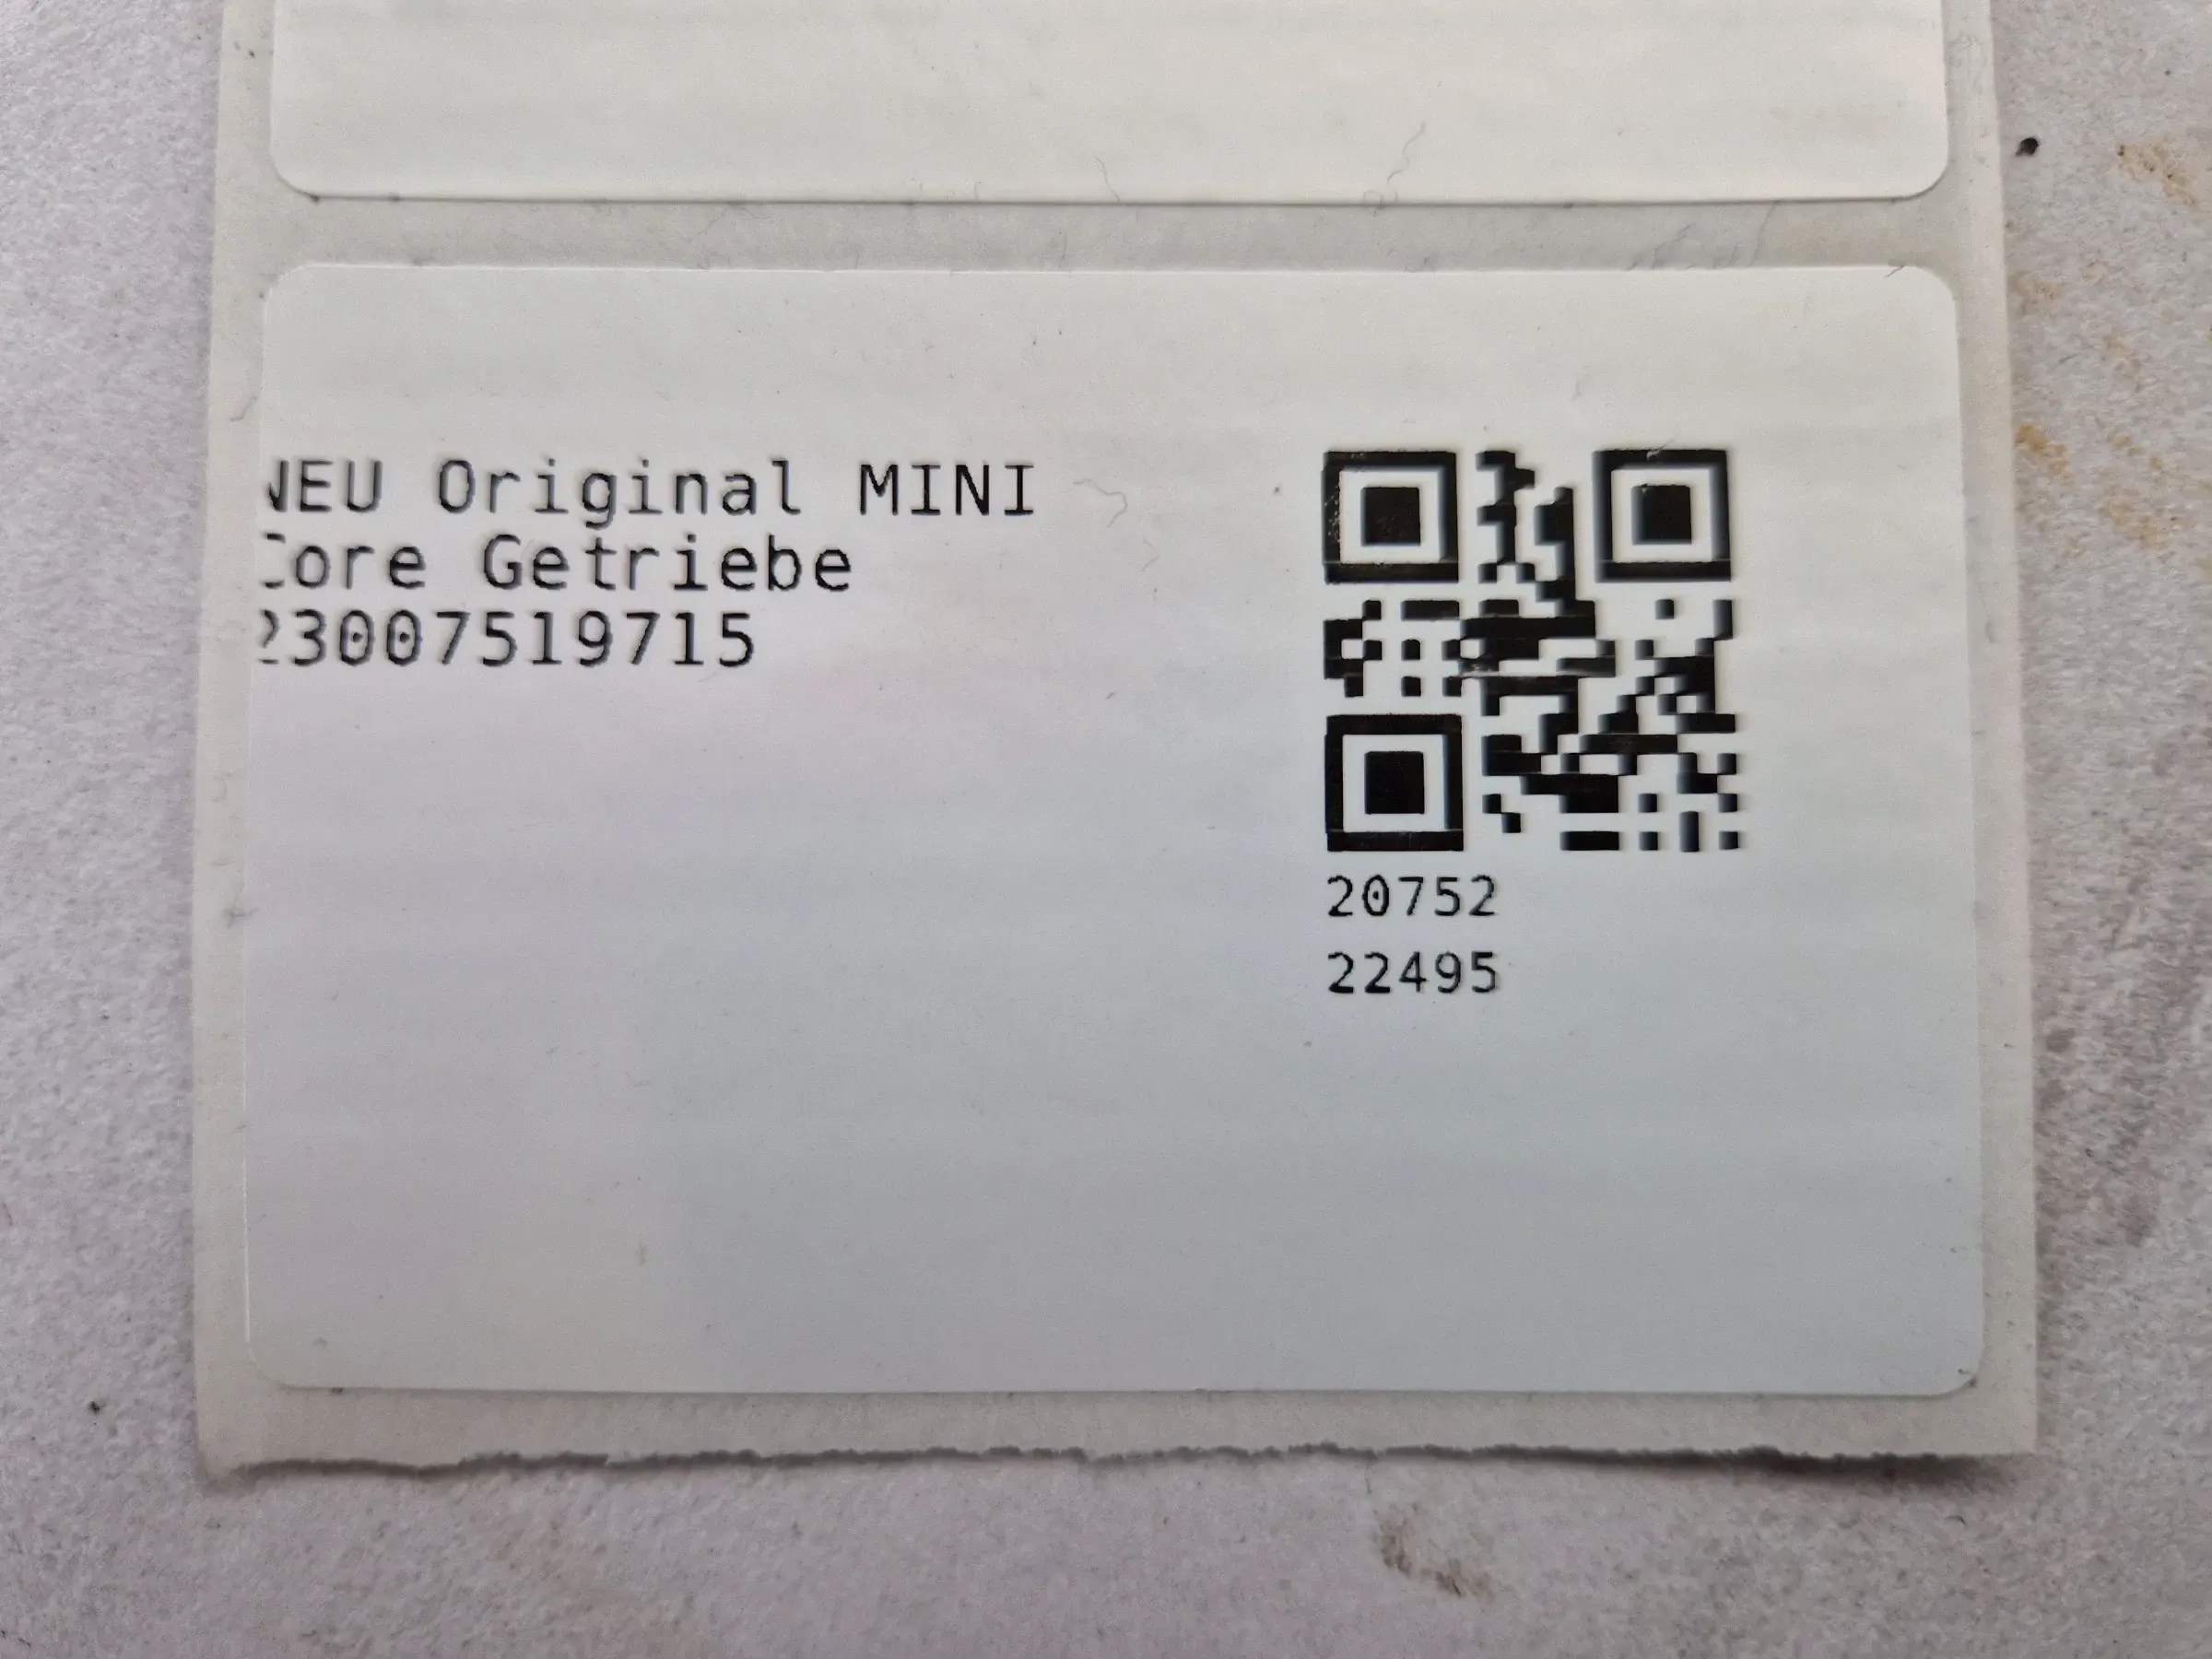 NEU Original MINI
Core Getriebe
23007519715
20752
22495